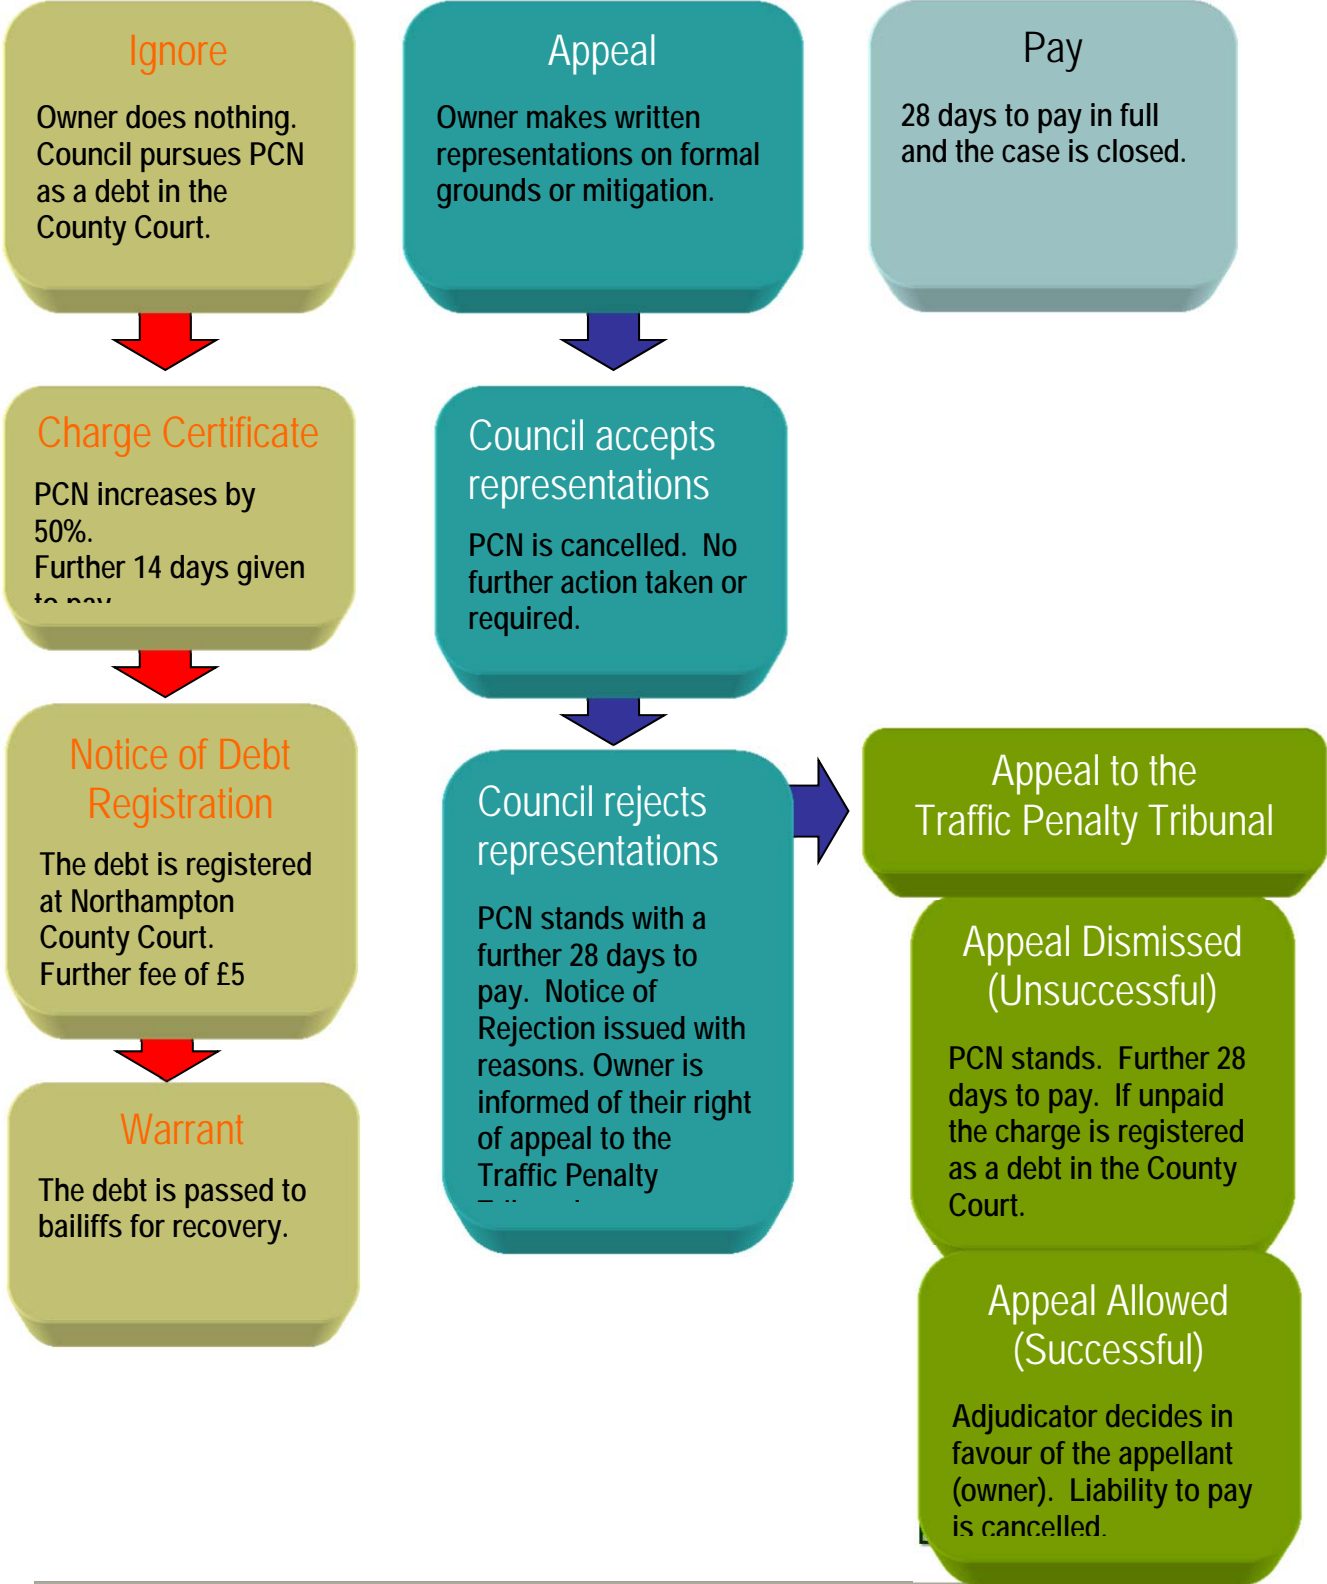 Ignore
Owner does nothing.
Council pursues PCN
as a debt in the
County Court.
Charge Certificate
PCN increases by
50%.
Further 14 days given
to pay
Notice of Debt
Registration
The debt is registered
at Northampton
County Court.
Further fee of £5
Warrant
The debt is passed to
bailiffs for recovery.
Appeal
Owner makes written
representations on formal
grounds or mitigation.
Council accepts
representations
PCN is cancelled. No
further action taken or
required.
Council rejects
representations
PCN stands with a
further 28 days to
pay. Notice of
Rejection issued with
reasons. Owner is
informed of their right
of appeal to the
Traffic Penalty
Pay
28 days to pay in full
and the case is closed.
Appeal to the
Traffic Penalty Tribunal
Appeal Dismissed
(Unsuccessful)
PCN stands. Further 28
days to pay. If unpaid
the charge is registered
as a debt in the County
Court.
Appeal Allowed
(Successful)
Adjudicator decides in
favour of the appellant
(owner). Liability to pay
is cancelled.